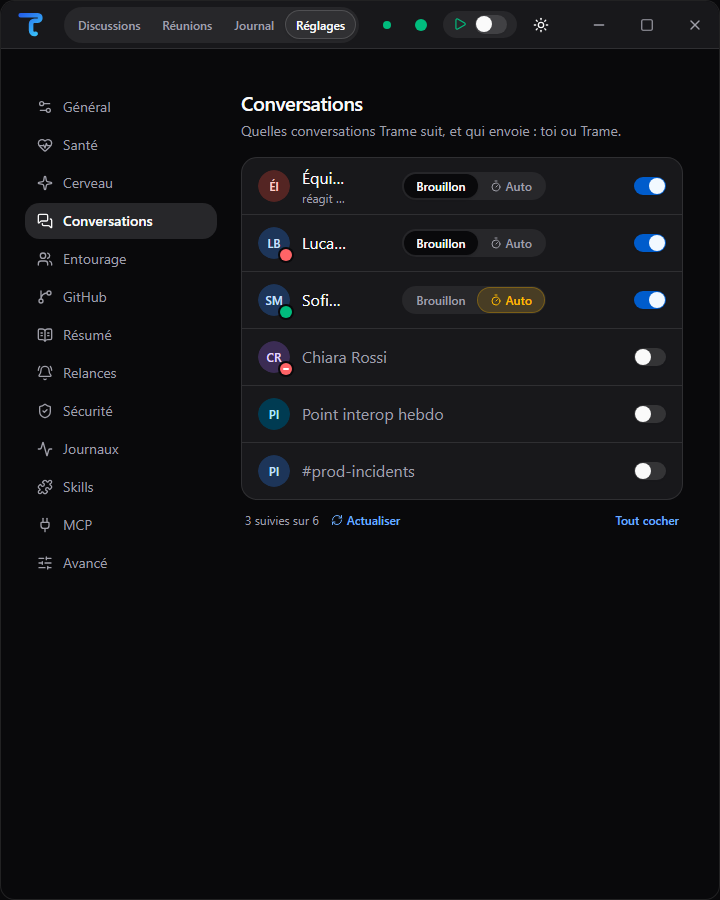 Discussions Réunions Journal Réglages
Général
Santé
Cerveau
Conversations
Entourage
GitHub
Résumé
Relances
Sécurité
Journaux
Skills
MCP
Avancé
Conversations
Quelles conversations Trame suit, et qui envoie : toi ou Trame.
ÉI Équi... Brouillon Auto
réagit ...
LB Luca... Brouillon Auto
SM Sofi... Brouillon Auto
CR Chiara Rossi
PI Point interop hebdo
PI #prod-incidents
3 suivies sur 6 Actualiser Tout cocher